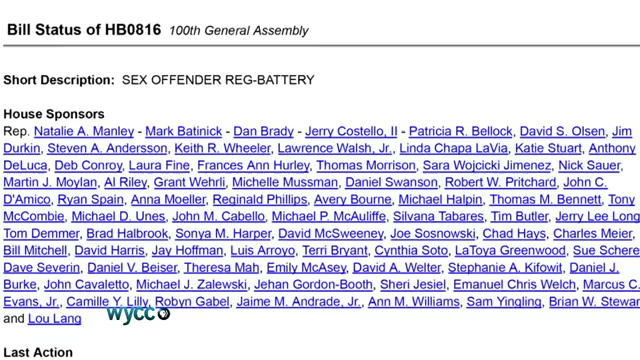 Bill Status of HB0816 100th General Assembly
Short Description: SEX OFFENDER REG-BATTERY
House Sponsors
Rep. Natalie A. Manley - Mark Batinick - Dan Brady - Jerry Costello, II - Patricia R. Bellock, David S. Olsen, Jim
Durkin, Steven A. Andersson, Keith R. Wheeler, Lawrence Walsh, Jr., Linda Chapa LaVia, Katie Stuart, Anthony
DeLuca, Deb Conroy, Laura Fine, Frances Ann Hurley, Thomas Morrison, Sara Wojcicki Jimenez, Nick Sauer,
Martin J. Moylan, Al Riley, Grant Wehrli, Michelle Mussman, Daniel Swanson, Robert W. Pritchard, John C.
D'Amico, Ryan Spain, Anna Moeller, Reginald Phillips, Avery Bourne, Michael Halpin, Thomas M. Bennett, Tony
McCombie, Michael D. Unes, John M. Cabello, Michael P. McAuliffe, Silvana Tabares, Tim Butler, Jerry Lee Long
Tom Demmer, Brad Halbrook, Sonya M. Harper, David McSweeney, Joe Sosnowski, Chad Hays, Charles Meier,
Bill Mitchell, David Harris, Jay Hoffman, Luis Arroyo, Terri Bryant, Cynthia Soto, LaToya Greenwood, Sue Schere
Dave Severin, Daniel V. Beiser, Theresa Mah, Emily McAsey, David A. Welter, Stephanie A. Kifowit, Daniel J.
Burke, John Cavaletto, Michael J. Zalewski, Jehan Gordon-Booth, Sheri Jesiel, Emanuel Chris Welch, Marcus C.
Evans, Jr., Camille Y. Lilly, Robyn Gabel, Jaime M. Andrade, Jr., Ann M. Williams, Sam Yingling, Brian W. Stewar
and Lou Lang
wycc
Last Action